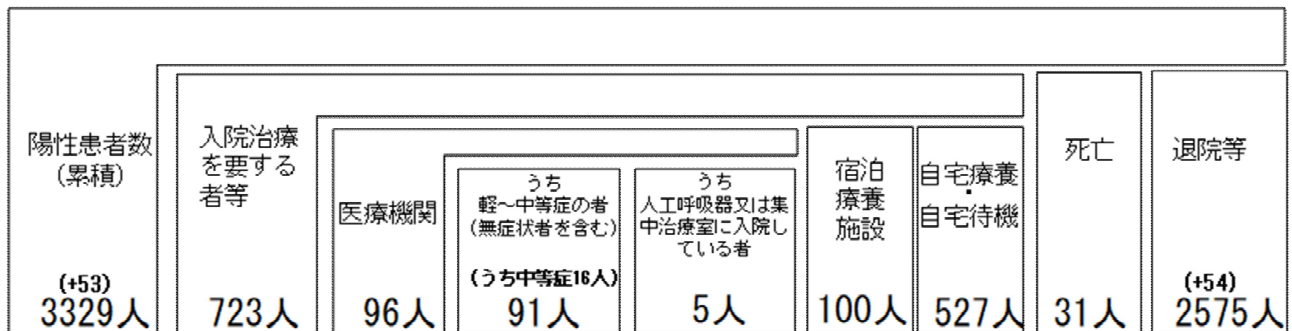 陽性患者数
(累積)
(+53)
3329人
入院治療
を要する
者等
723人
医療機関
96人
うち
軽～中等症の者
(無症状者を含む)
(うち中等症16人)
91人
うち
人工呼吸器又は集
中治療室に入院し
ている者
5人
宿泊
療養
施設
100人
自宅療養
・
自宅待機
527人
死亡
31人
退院等
(+54)
2575人